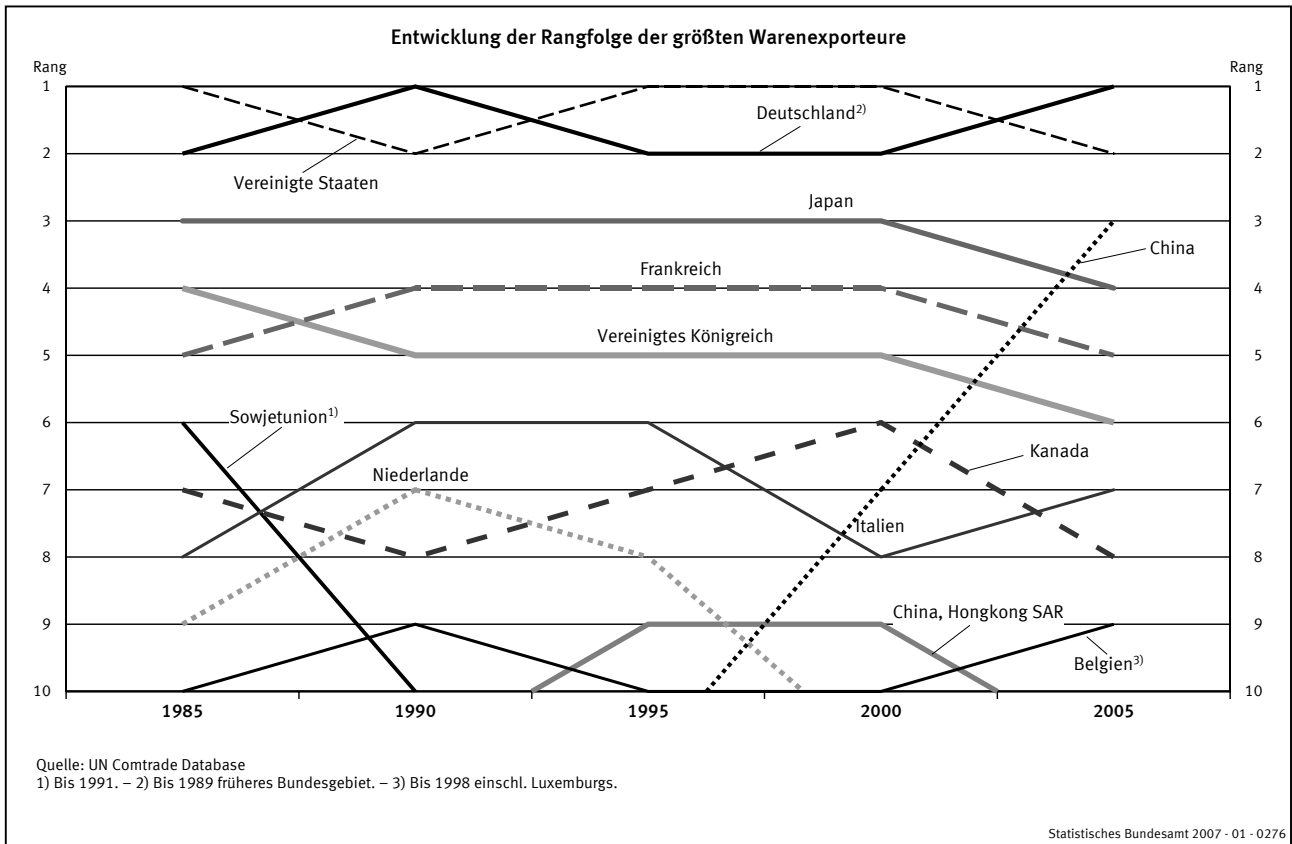 Entwicklung der Rangfolge der größten Warenexporteure
Rang
Rang
1
1
Deutschland2)
2
2
Vereinigte Staaten
Japan
3
3
China
Frankreich
4
4
Vereinigtes Königreich
5
5
Sowjetunion1)
6
6
Kanada
Niederlande
7
7
Italien
8
8
China, Hongkong SAR
9
9
Belgien3)
10
10
1985
1990
1995
2000
2005
Quelle: UN Comtrade Database
1) Bis 1991. – 2) Bis 1989 früheres Bundesgebiet. – 3) Bis 1998 einschl. Luxemburgs.
Statistisches Bundesamt 2007 - 01 - 0276